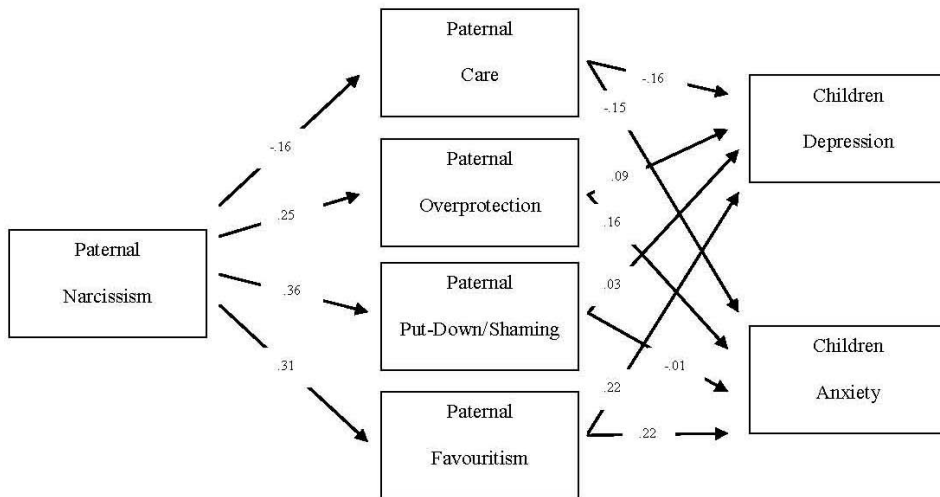 Paternal
Narcissism
-.16
.25
.36
.31
Paternal
Care
Paternal
Overprotection
Paternal
Put-Down/Shaming
Paternal
Favouritism
-.16
-.15
.09
.16
.03
-.01
.22
.22
Children
Depression
Children
Anxiety